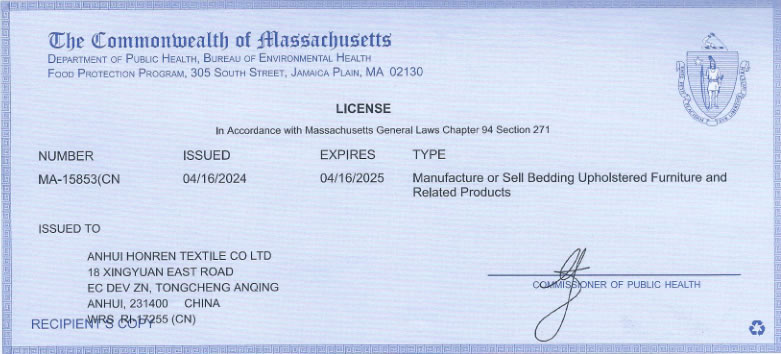 The Commonwealth of Massachusetts
DEPARTMENT OF PUBLIC HEALTH, BUREAU OF ENVIRONMENTAL HEALTH
FOOD PROTECTION PROGRAM, 305 SOUTH STREET, JAMAICA PLAIN, MA 02130
LICENSE
In Accordance with Massachusetts General Laws Chapter 94 Section 271
NUMBER ISSUED EXPIRES TYPE
MA-15853(CN 04/16/2024 04/16/2025 Manufacture or Sell Bedding Upholstered Furniture and
Related Products
ISSUED TO
ANHUI HONREN TEXTILE CO LTD
18 XINGYUAN EAST ROAD
EC DEV ZN, TONGCHENG ANQING
ANHUI, 231400 CHINA
WRS RI-17255 (CN)
COMMISSIONER OF PUBLIC HEALTH
RECIPIENT'S COPY